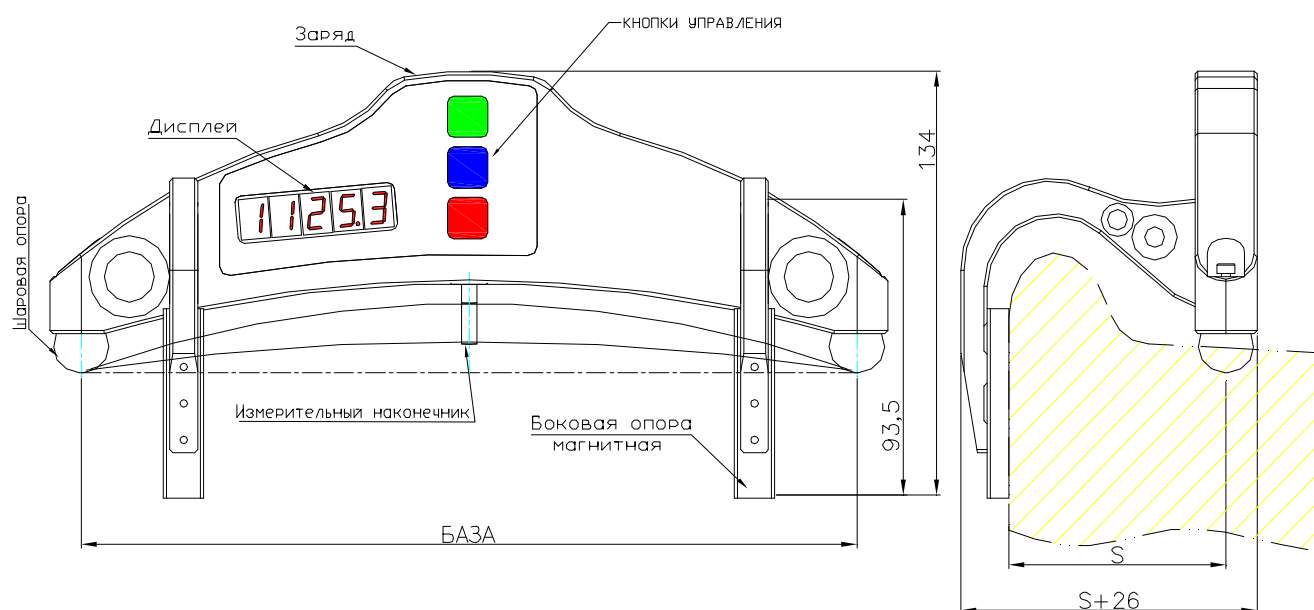 Заряд
КНОПКИ УПРАВЛЕНИЯ
Дисплей
1125.3
Шаровая опора
134
93,5
Измерительный наконечник
Боковая опора
магнитная
БАЗА
S
S+26